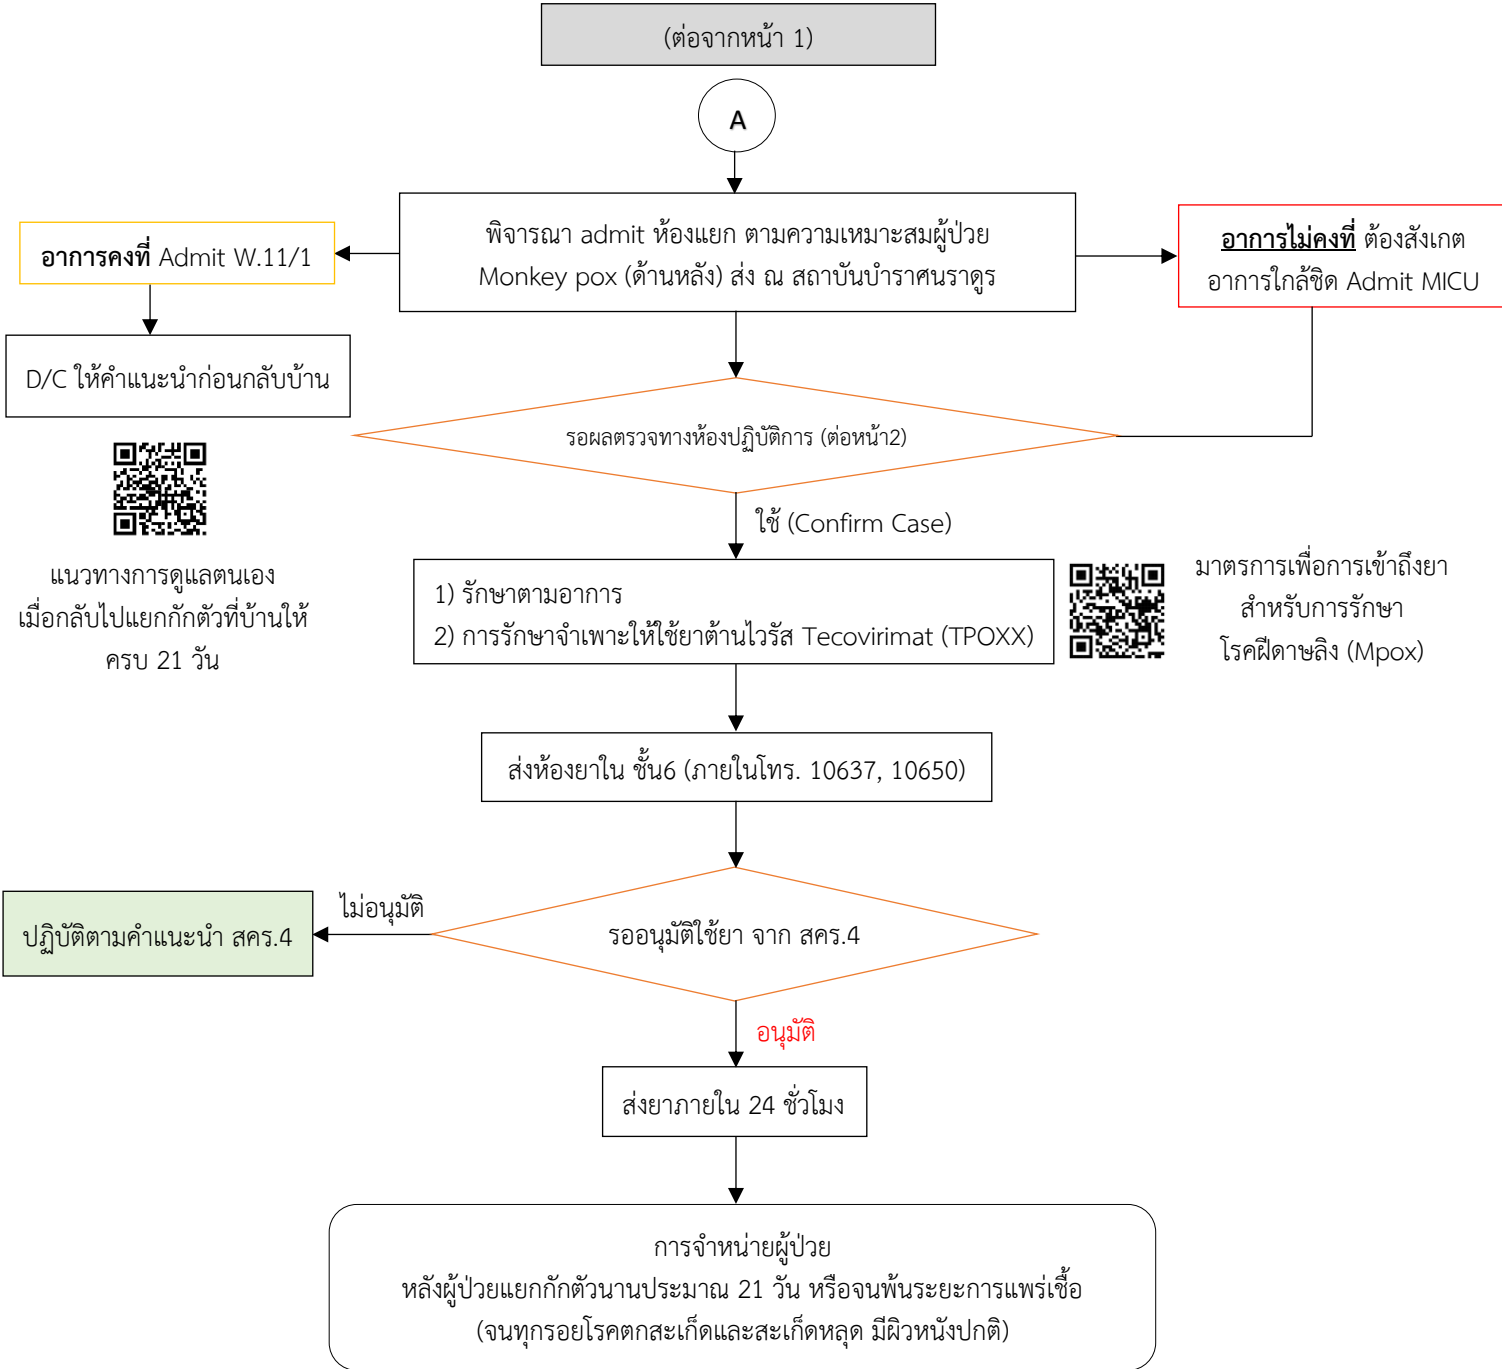 (ต่อจากหน้า 1)
A
พิจารณา admit ห้องแยก ตามความเหมาะสมผู้ป่วย
Monkey pox (ด้านหลัง) ส่ง ณ สถาบันบำราศนราดูร
อาการคงที่ Admit W.11/1
อาการไม่คงที่ ต้องสังเกต
อาการใกล้ชิด Admit MICU
D/C ให้คำแนะนำก่อนกลับบ้าน
รอผลตรวจทางห้องปฏิบัติการ (ต่อหน้า2)
แนวทางการดูแลตนเอง
เมื่อกลับไปแยกกักตัวที่บ้านให้
ครบ 21 วัน
ใช้ (Confirm Case)
1) รักษาตามอาการ
2) การรักษาจำเพาะให้ใช้ยาต้านไวรัส Tecovirimat (TPOXX)
มาตรการเพื่อการเข้าถึงยา
สำหรับการรักษา
โรคฝีดาษลิง (Mpox)
ส่งห้องยาใน ชั้น6 (ภายในโทร. 10637, 10650)
ไม่อนุมัติ
ปฏิบัติตามคำแนะนำ สคร.4
รออนุมัติใช้ยา จาก สคร.4
อนุมัติ
ส่งยาภายใน 24 ชั่วโมง
การจำหน่ายผู้ป่วย
หลังผู้ป่วยแยกกักตัวนานประมาณ 21 วัน หรือจนพ้นระยะการแพร่เชื้อ
(จนทุกรอยโรคตกสะเก็ดและสะเก็ดหลุด มีผิวหนังปกติ)